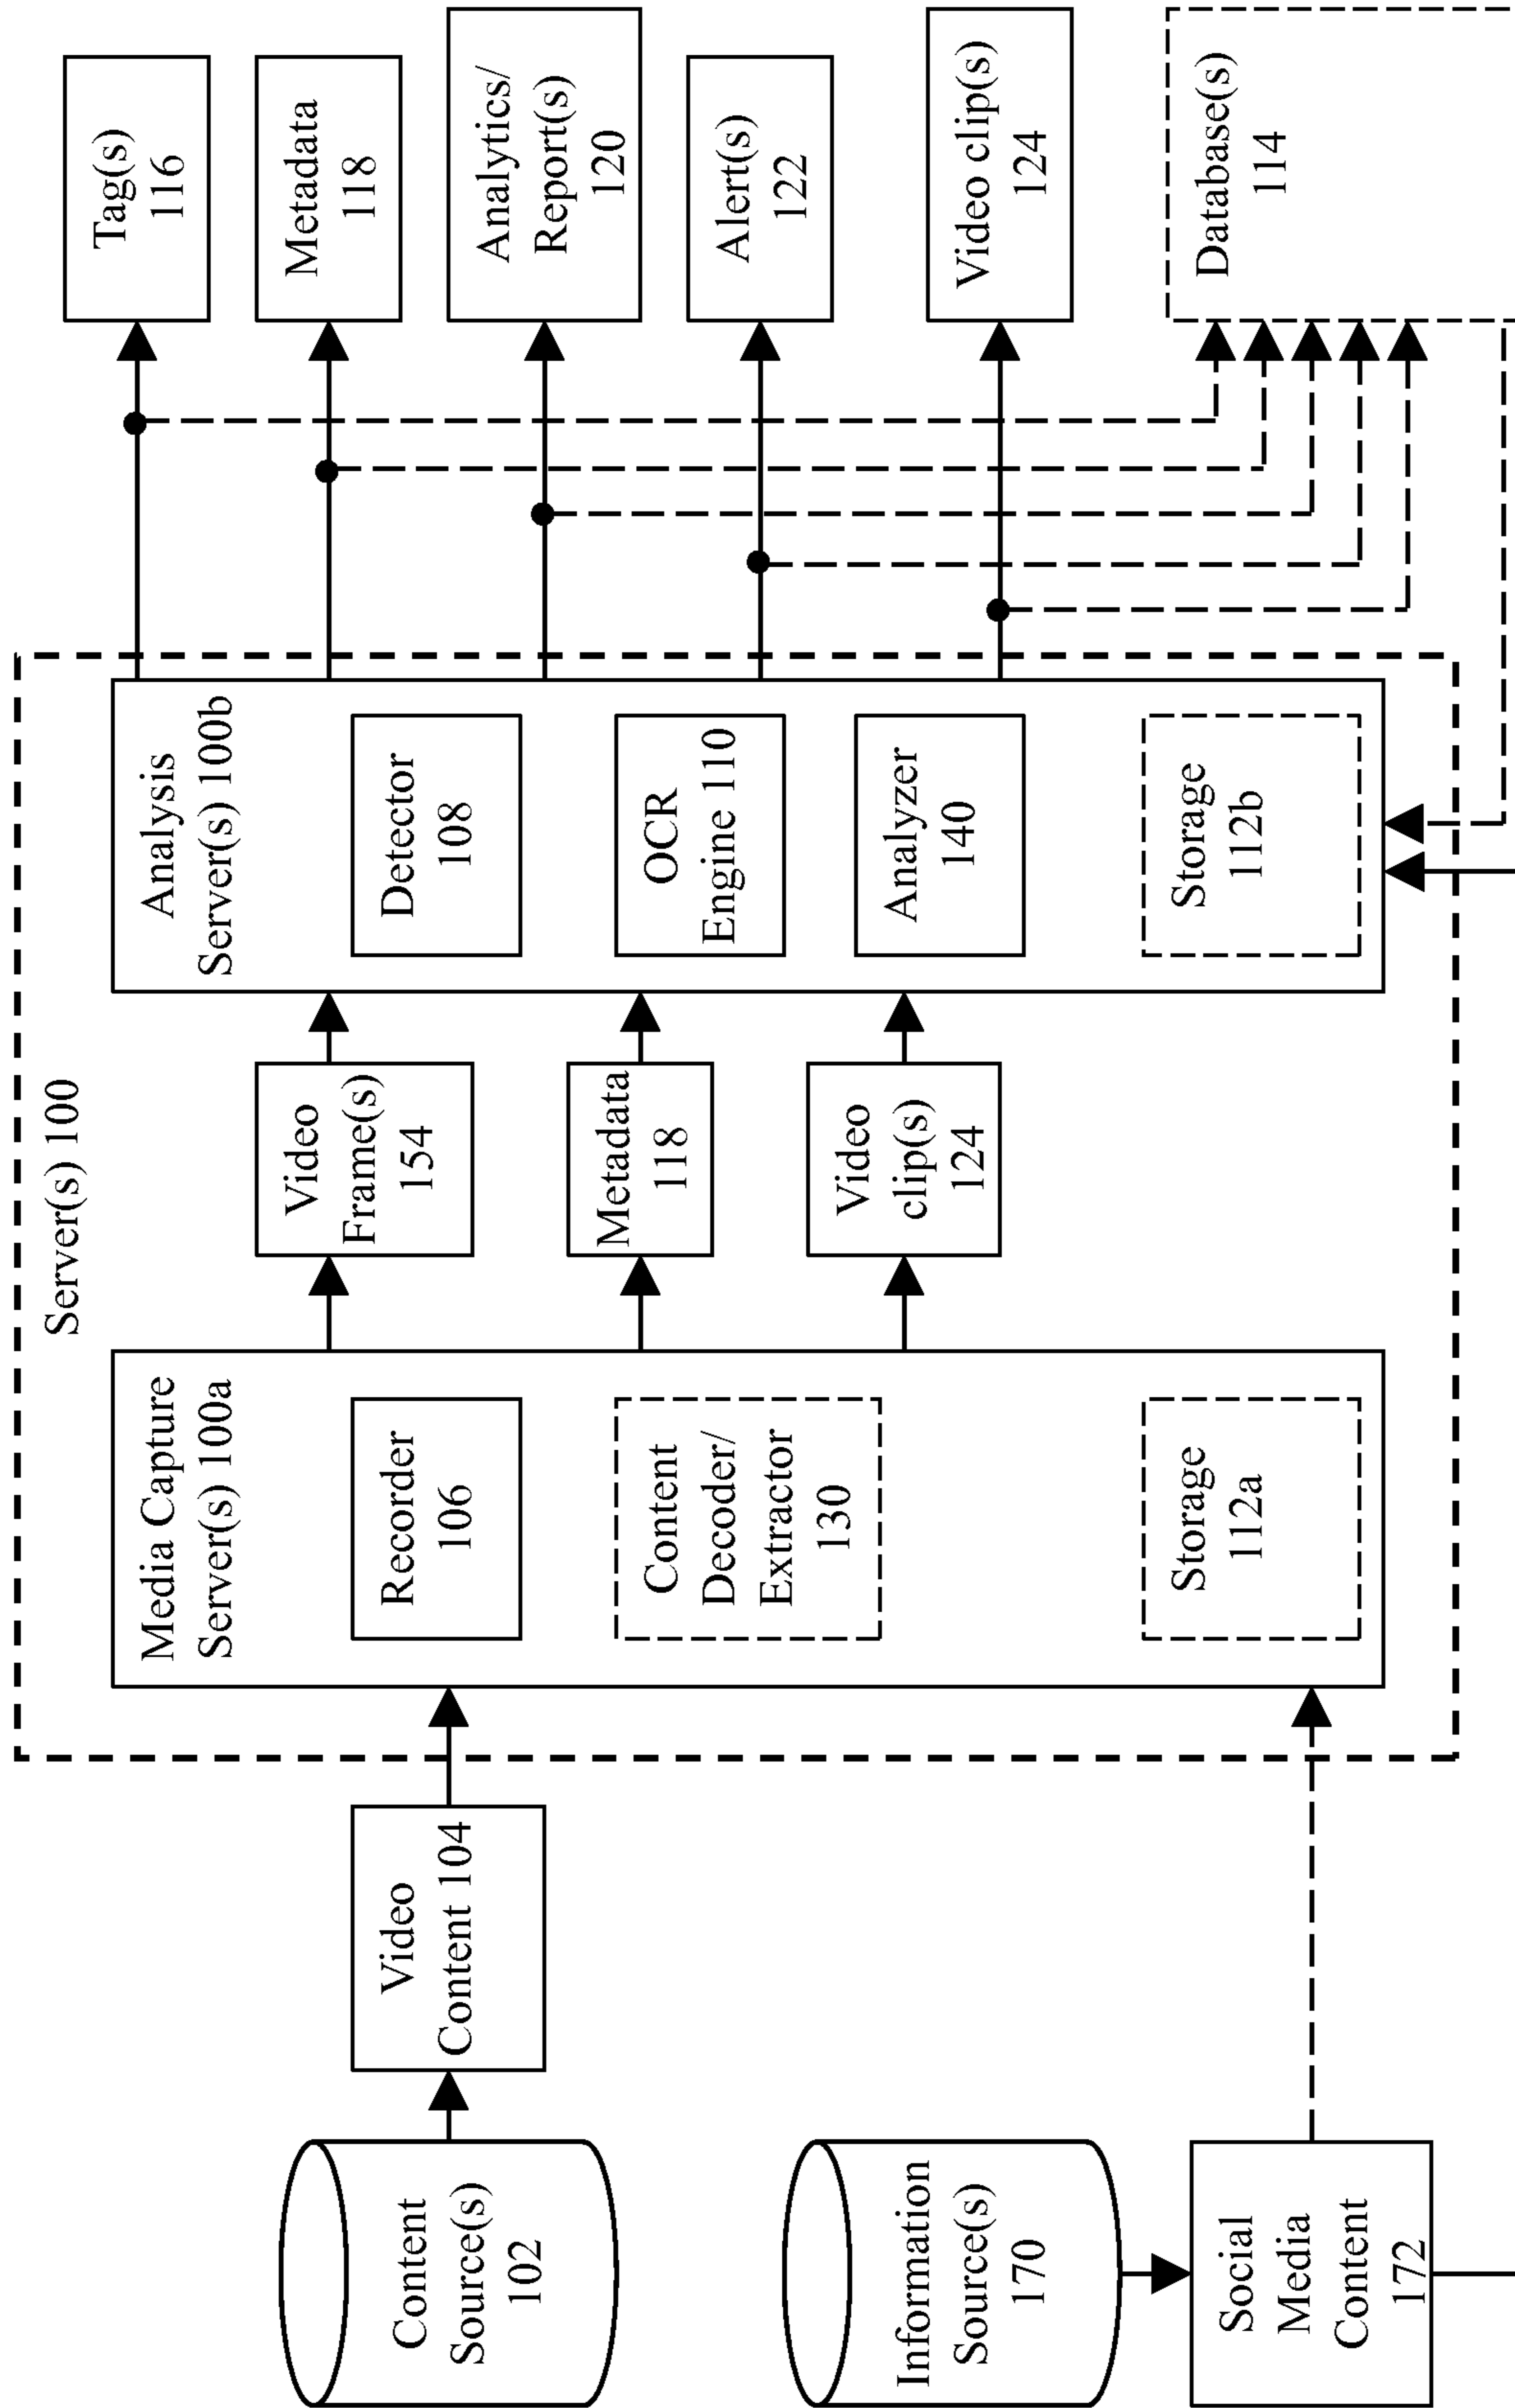 Server(s) 100
Content
Source(s)
102
Video
Content 104
Information
Source(s)
170
Social
Media
Content
172
Media Capture
Server(s) 100a
Recorder
106
Content
Decoder/
Extractor
130
Storage
112a
Video
Frame(s)
154
Metadata
118
Video
clip(s)
124
Analysis
Server(s) 100b
Detector
108
OCR
Engine 110
Analyzer
140
Storage
112b
Tag(s)
116
Metadata
118
Analytics/
Report(s)
120
Alert(s)
122
Video clip(s)
124
Database(s)
114